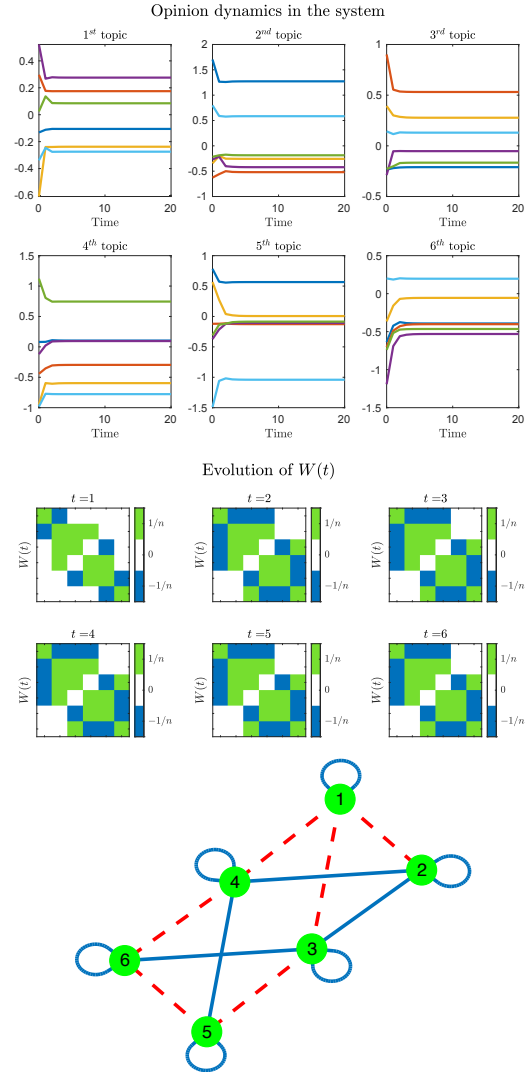 Opinion dynamics in the system
1st topic 2nd topic 3rd topic
0.4 2 1
0.2 1.5
0 1 0.5
-0.2 0.5
-0.4 0 0
-0.6 -0.5
-1 -0.5
0 10 20 0 10 20 0 10 20
Time Time Time
4th topic 5th topic 6th topic
1.5 1 0.5
1 0.5 0
0.5 0
0 -0.5 -0.5
-0.5 -1 -1
-1 -1.5 -1.5
0 10 20 0 10 20 0 10 20
Time Time Time
Evolution of W(t)
t =1 t =2 t =3
W(t) 1/n 0 -1/n W(t) 1/n 0 -1/n W(t) 1/n 0 -1/n
t =4 t =5 t =6
W(t) 1/n 0 -1/n W(t) 1/n 0 -1/n W(t) 1/n 0 -1/n
1
2
4
3
6
5